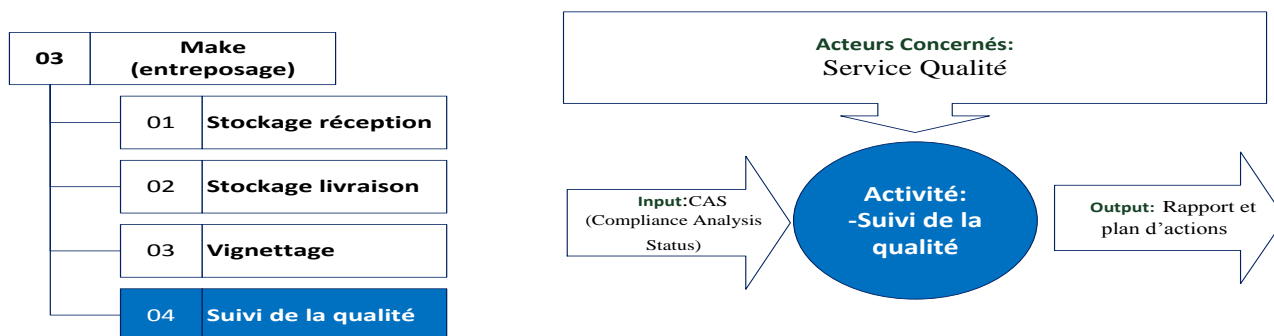 03
Make
(entreposage)
01
Stockage réception
02
Stockage livraison
03
Vignettage
04
Suivi de la qualité
Acteurs Concernés:
Service Qualité
Input:CAS
(Compliance Analysis
Status)
Activité:
-Suivi de la
qualité
Output: Rapport et
plan d’actions